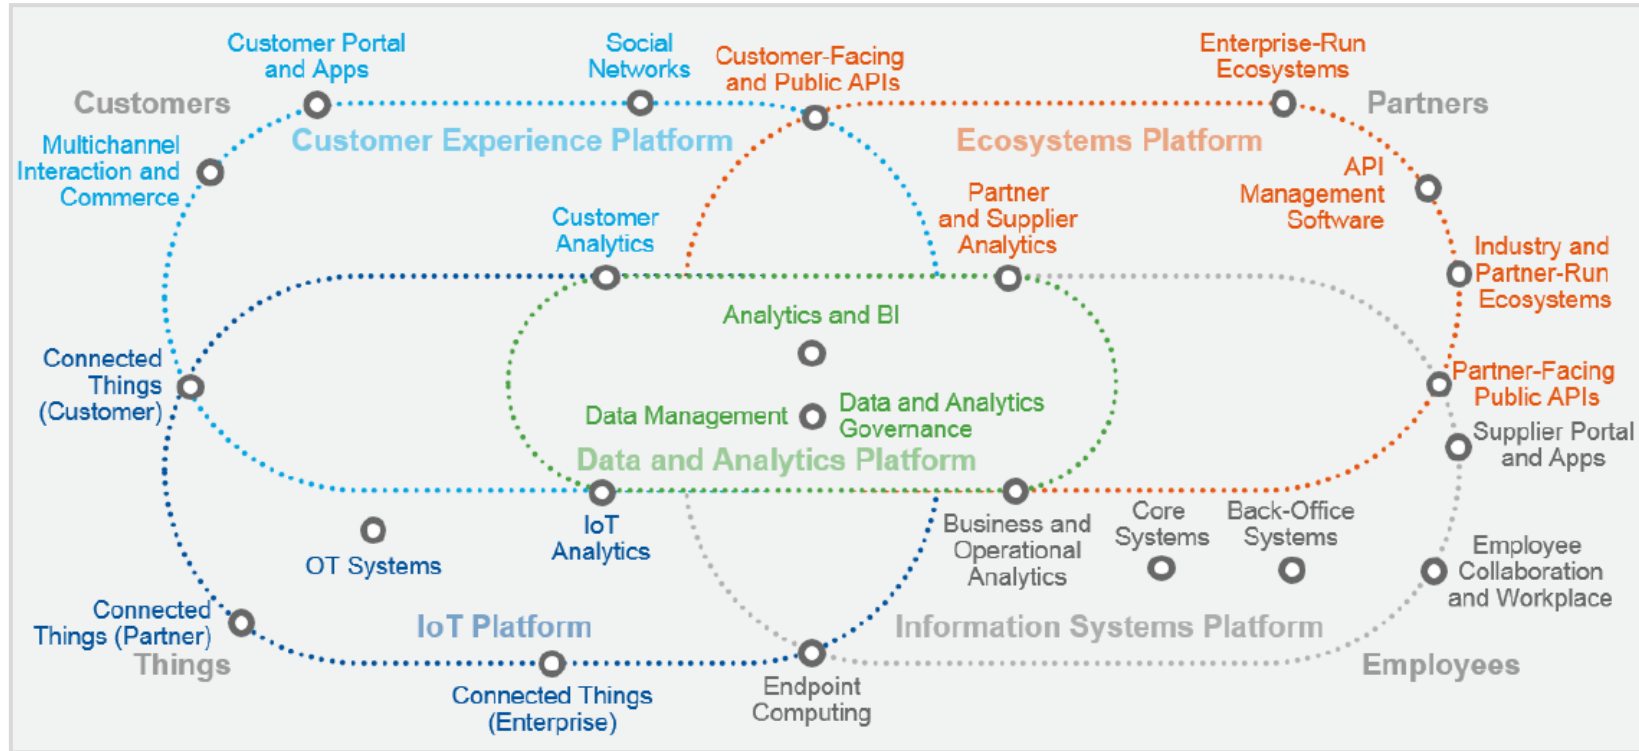 Customer Portal
and Apps
Social
Networks
Customer-Facing
and Public APIs
Enterprise-Run
Ecosystems
Customers
Partners
Customer Experience Platform
Ecosystems Platform
Multichannel
Interaction and
Commerce
API
Management
Software
Customer
Analytics
Partner
and Supplier
Analytics
Industry and
Partner-Run
Ecosystems
Analytics and BI
Connected
Things
(Customer)
Partner-Facing
Public APIs
Data Management
Data and Analytics
Governance
Supplier Portal
and Apps
Data and Analytics Platform
IoT
Analytics
Business and
Operational
Analytics
Core
Systems
Back-Office
Systems
OT Systems
Employee
Collaboration
and Workplace
Connected
Things (Partner)
IoT Platform
Information Systems Platform
Things
Employees
Connected Things
(Enterprise)
Endpoint
Computing